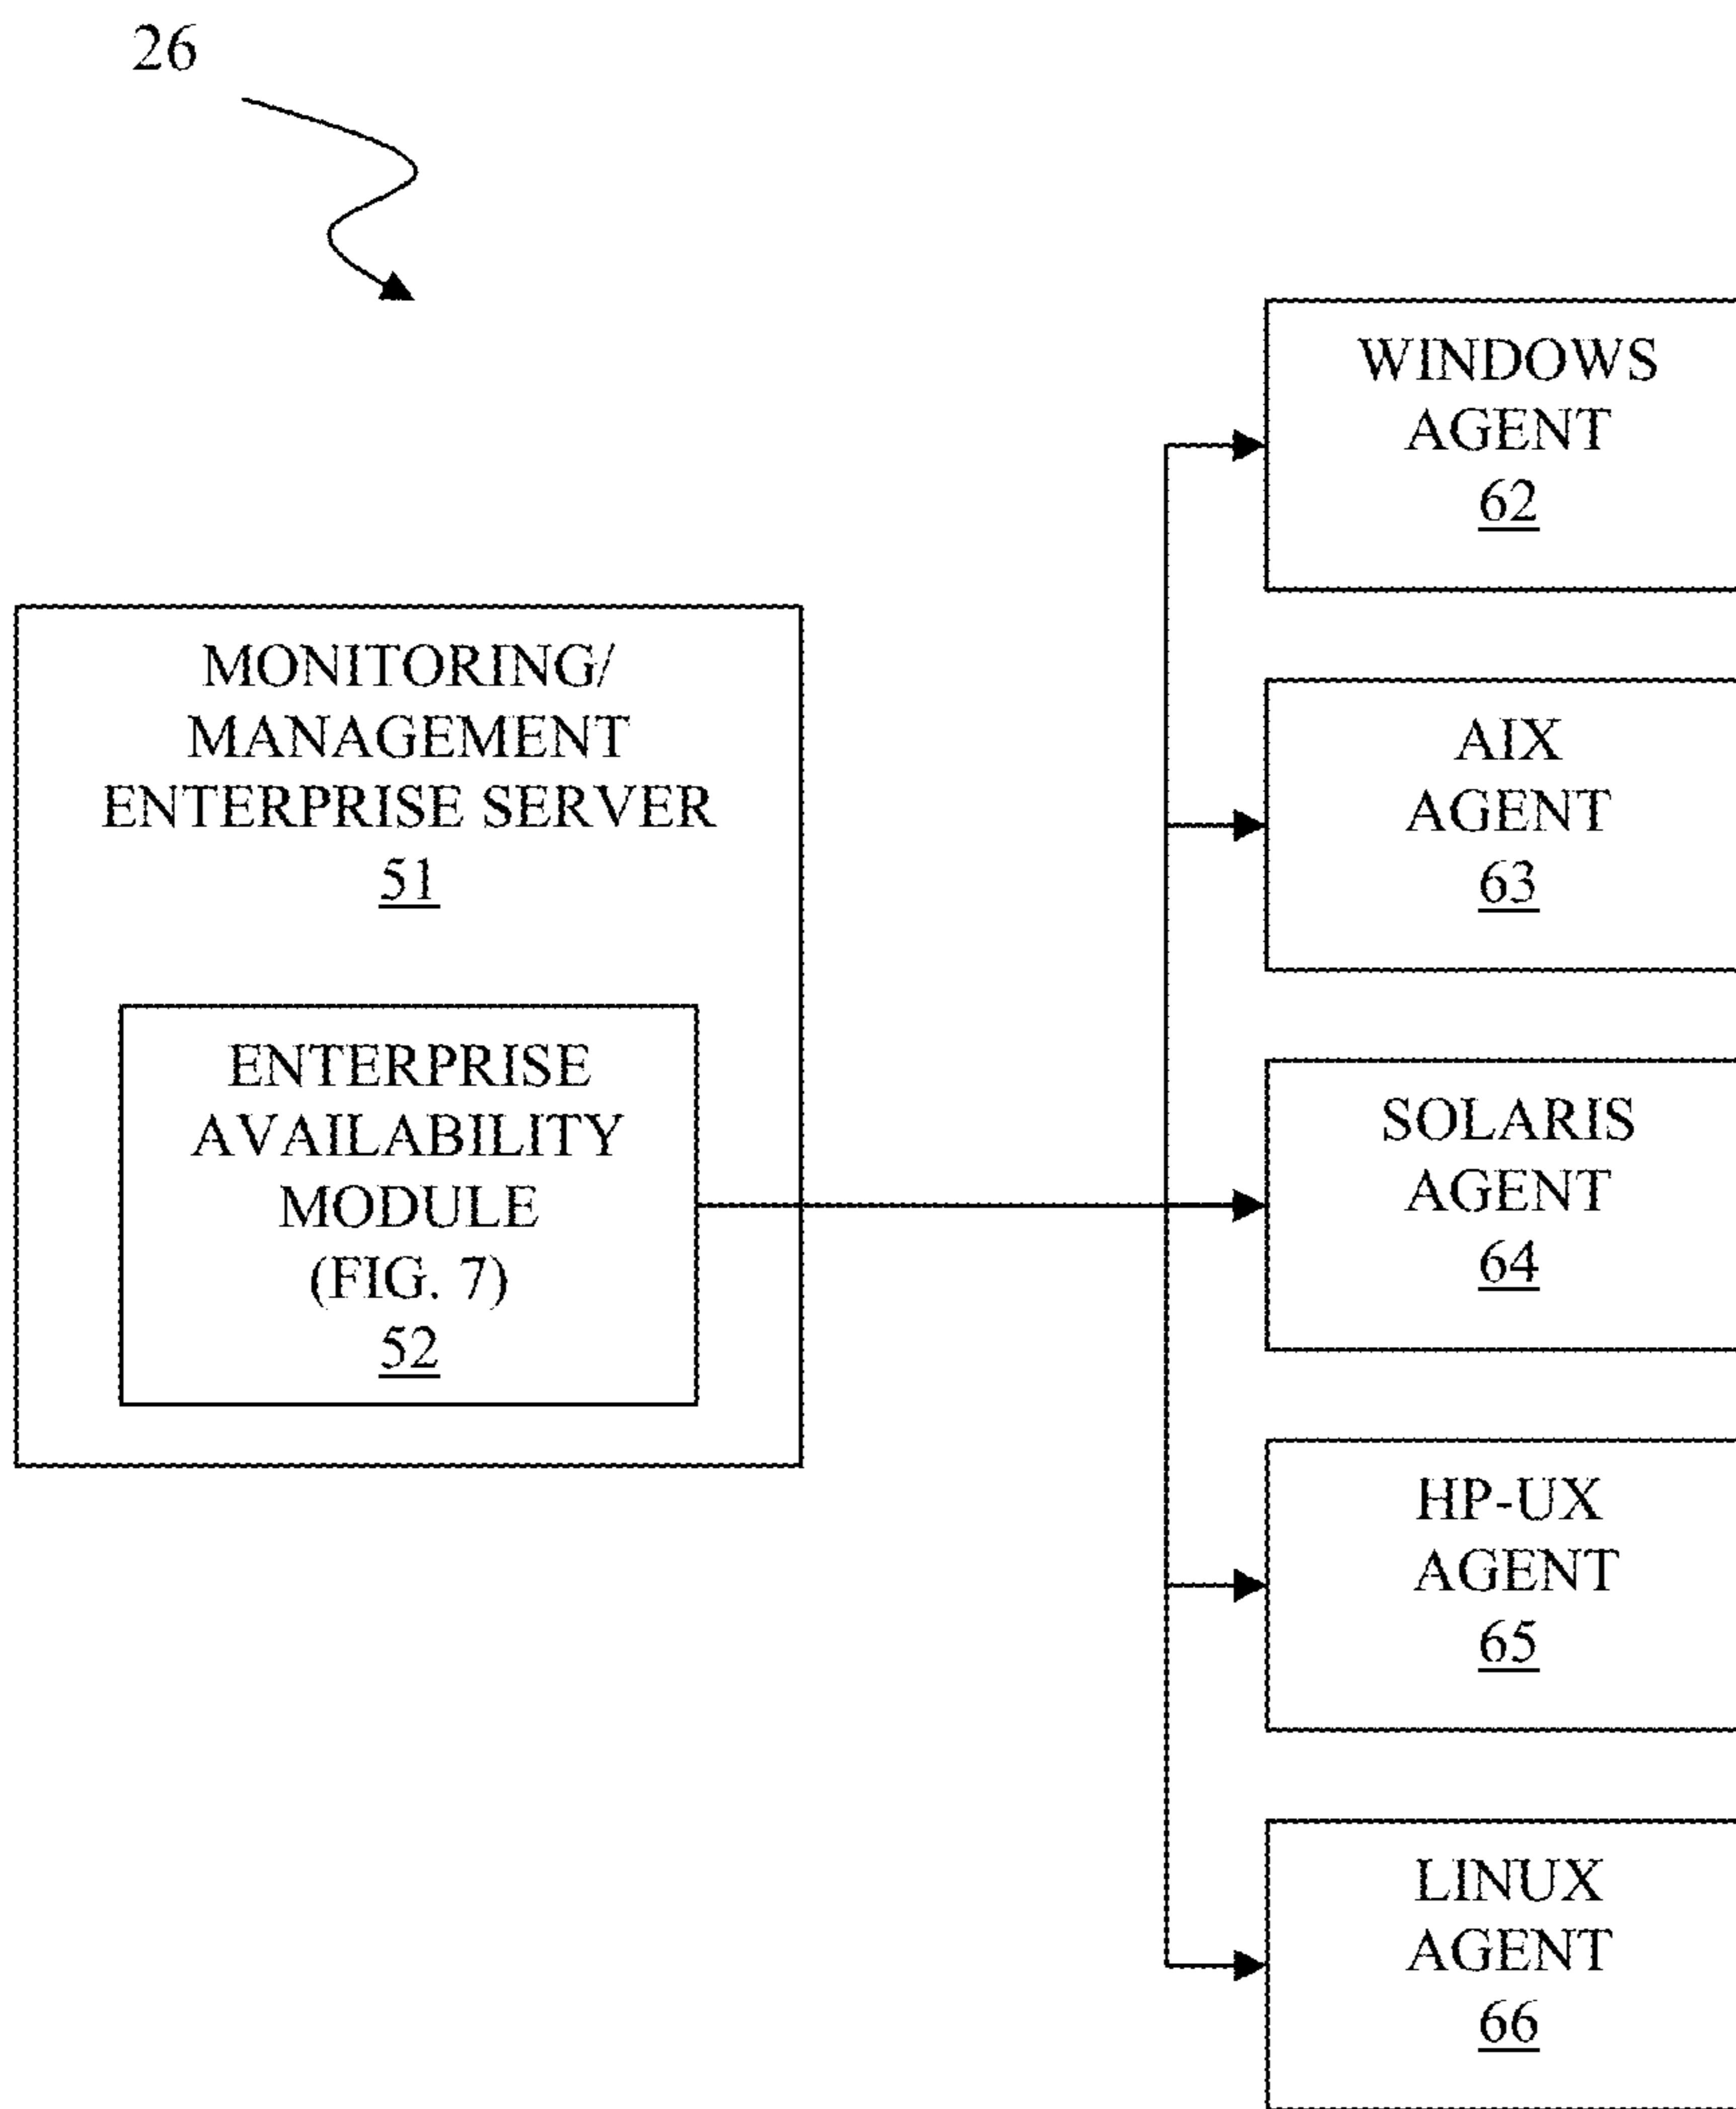 26
WINDOWS
AGENT
62
MONITORING/
MANAGEMENT
ENTERPRISE SERVER
51
AIX
AGENT
63
ENTERPRISE
AVAILABILITY
MODULE
(FIG. 7)
52
SOLARIS
AGENT
64
HP-UX
AGENT
65
LINUX
AGENT
66